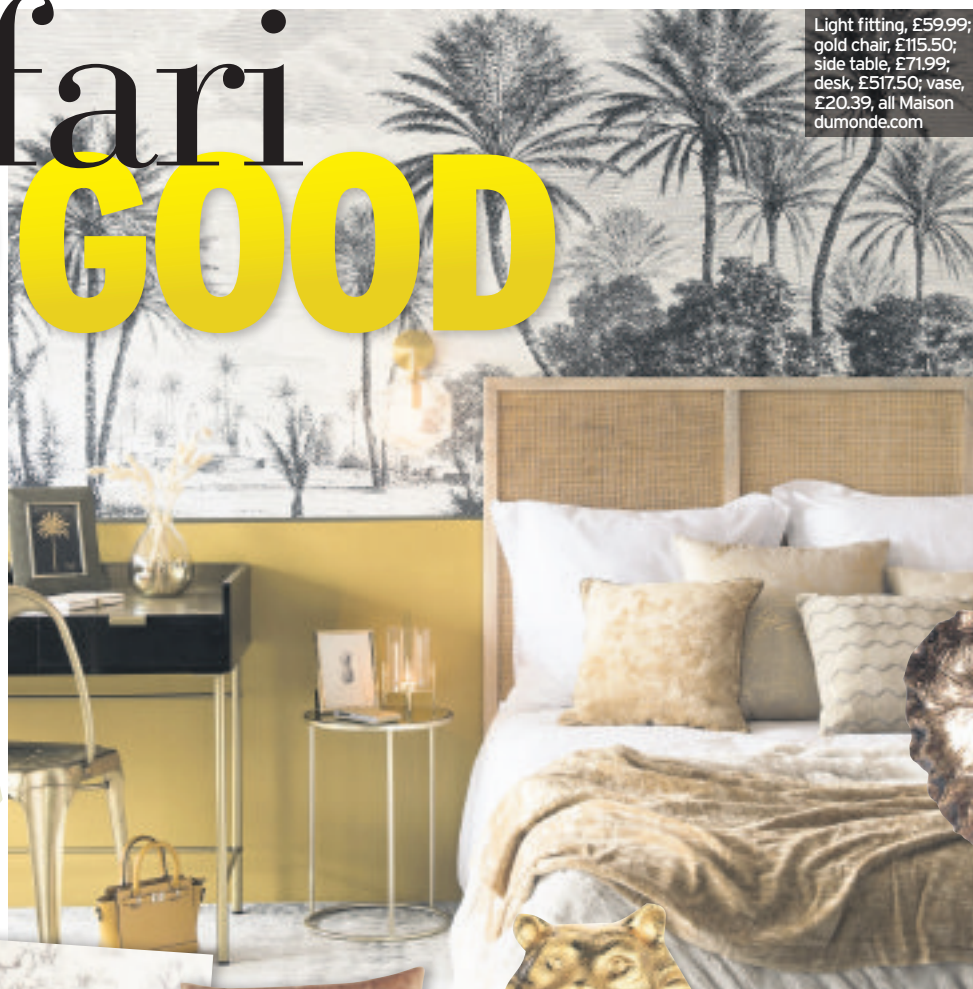 fari
GOOD
Light fitting, £59.99;
gold chair, £115.50;
side table, £71.99;
desk, £517.50; vase,
£20.39, all Maison
dumonde.com